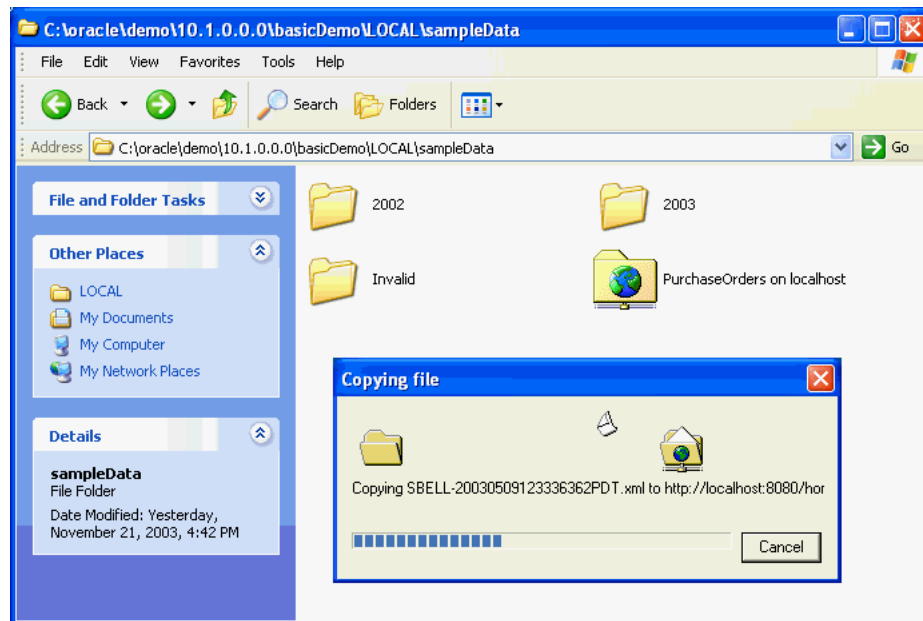 C:\oracle\demo\10.1.0.0.0\basicDemo\LOCAL\sampleData
File Edit View Favorites Tools Help
Back Search Folders
Address C:\oracle\demo\10.1.0.0.0\basicDemo\LOCAL\sampleData Go
File and Folder Tasks
Other Places
LOCAL
My Documents
My Computer
My Network Places
Details
sampleData
File Folder
Date Modified: Yesterday,
November 21, 2003, 4:42 PM
2002 2003
Invalid PurchaseOrders on localhost
Copying file
Copying SBELL-20030509123336362PDT.xml to http://localhost:8080/hor
Cancel